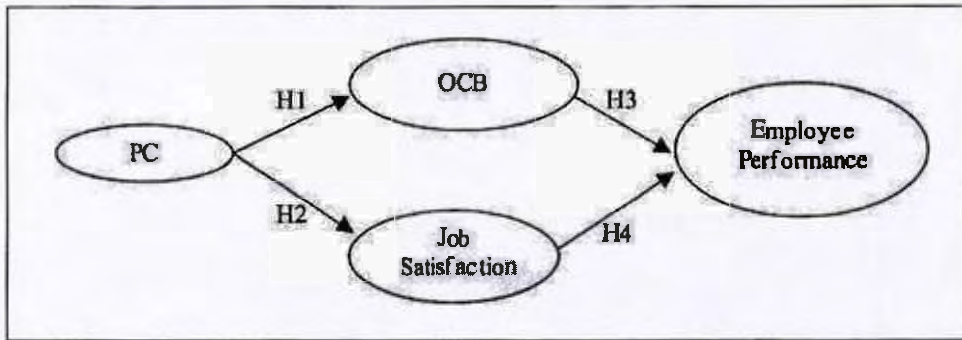 OCB
H1
H3
PC
Employee
Performance
H2
H4
Job
Satisfaction